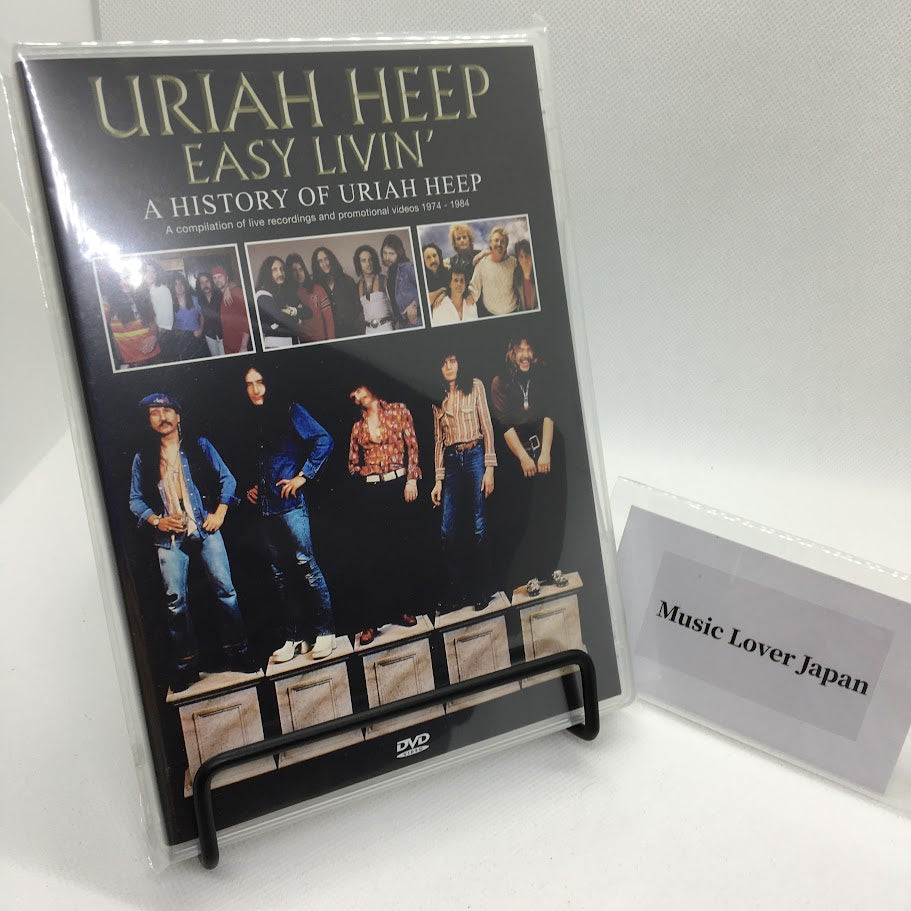 URIAH HEEP
EASY LIVIN'
A HISTORY OF URIAH HEEP
A compilation of live recordings and promotional videos 1974 - 1984
DVD
VIDEO
Music Lover Japan